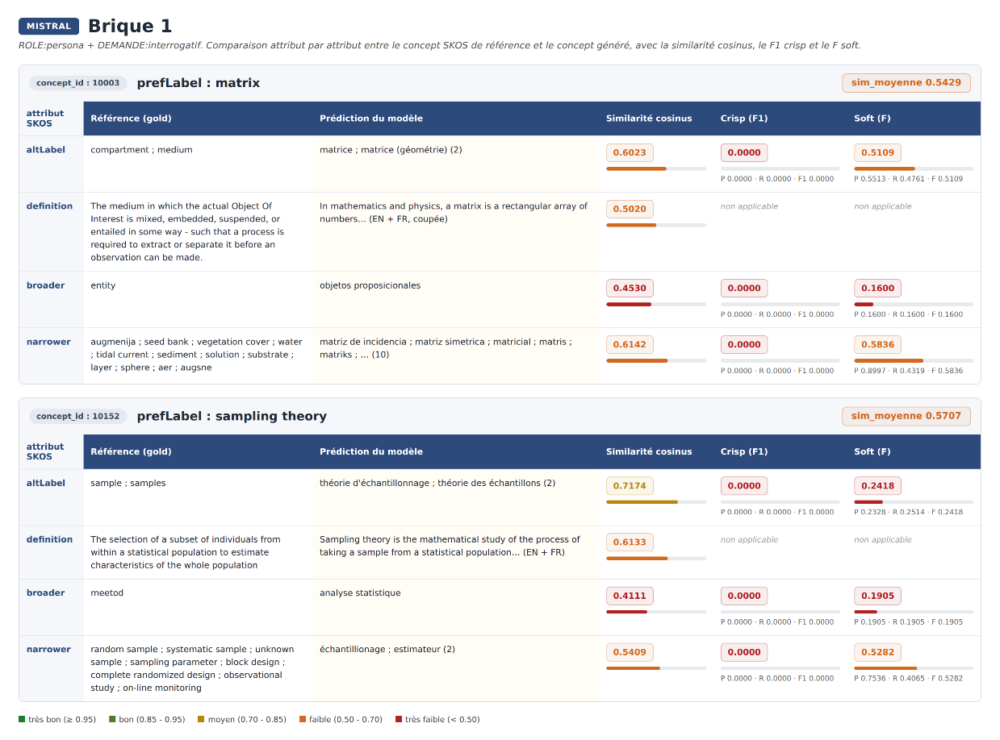 MISTRAL Brique 1
ROLE:persona + DEMANDE:interrogatif. Comparaison attribut par attribut entre le concept SKOS de référence et le concept généré, avec la similarité cosinus, le F1 crisp et le F soft.
concept_id : 10003 prefLabel : matrix sim_moyenne 0.5429
attribut
SKOS
Référence (gold) Prédiction du modèle Similarité cosinus Crisp (F1) Soft (F)
altLabel compartment ; medium matrice ; matrice (géométrie) (2) 0.6023 0.0000 0.5109
P 0.0000 · R 0.0000 · F1 0.0000 P 0.5513 · R 0.4761 · F 0.5109
definition The medium in which the actual Object Of In mathematics and physics, a matrix is a rectangular array of 0.5020 non applicable non applicable
Interest is mixed, embedded, suspended, or numbers... (EN + FR, coupée)
entailed in some way - such that a process is
required to extract or separate it before an
observation can be made.
broader entity objetos proposicionales 0.4530 0.0000 0.1600
P 0.0000 · R 0.0000 · F1 0.0000 P 0.1600 · R 0.1600 · F 0.1600
narrower augmenija ; seed bank ; vegetation cover ; water matriz de incidencia ; matriz simetrica ; matricial ; matris ; 0.6142 0.0000 0.5836
; tidal current ; sediment ; solution ; substrate ; matriks ; ... (10)
layer ; sphere ; aer ; augsne P 0.0000 · R 0.0000 · F1 0.0000 P 0.8997 · R 0.4319 · F 0.5836
concept_id : 10152 prefLabel : sampling theory sim_moyenne 0.5707
attribut
SKOS
Référence (gold) Prédiction du modèle Similarité cosinus Crisp (F1) Soft (F)
altLabel sample ; samples théorie d'échantillonnage ; théorie des échantillons (2) 0.7174 0.0000 0.2418
P 0.0000 · R 0.0000 · F1 0.0000 P 0.2328 · R 0.2514 · F 0.2418
definition The selection of a subset of individuals from Sampling theory is the mathematical study of the process of 0.6133 non applicable non applicable
within a statistical population to estimate taking a sample from a statistical population... (EN + FR)
characteristics of the whole population
broader meetod analyse statistique 0.4111 0.0000 0.1905
P 0.0000 · R 0.0000 · F1 0.0000 P 0.1905 · R 0.1905 · F 0.1905
narrower random sample ; systematic sample ; unknown échantillionage ; estimateur (2) 0.5409 0.0000 0.5282
sample ; sampling parameter ; block design ;
complete randomized design ; observational P 0.0000 · R 0.0000 · F1 0.0000 P 0.7536 · R 0.4065 · F 0.5282
study ; on-line monitoring
très bon (≥ 0.95) bon (0.85 - 0.95) moyen (0.70 - 0.85) faible (0.50 - 0.70) très faible (< 0.50)